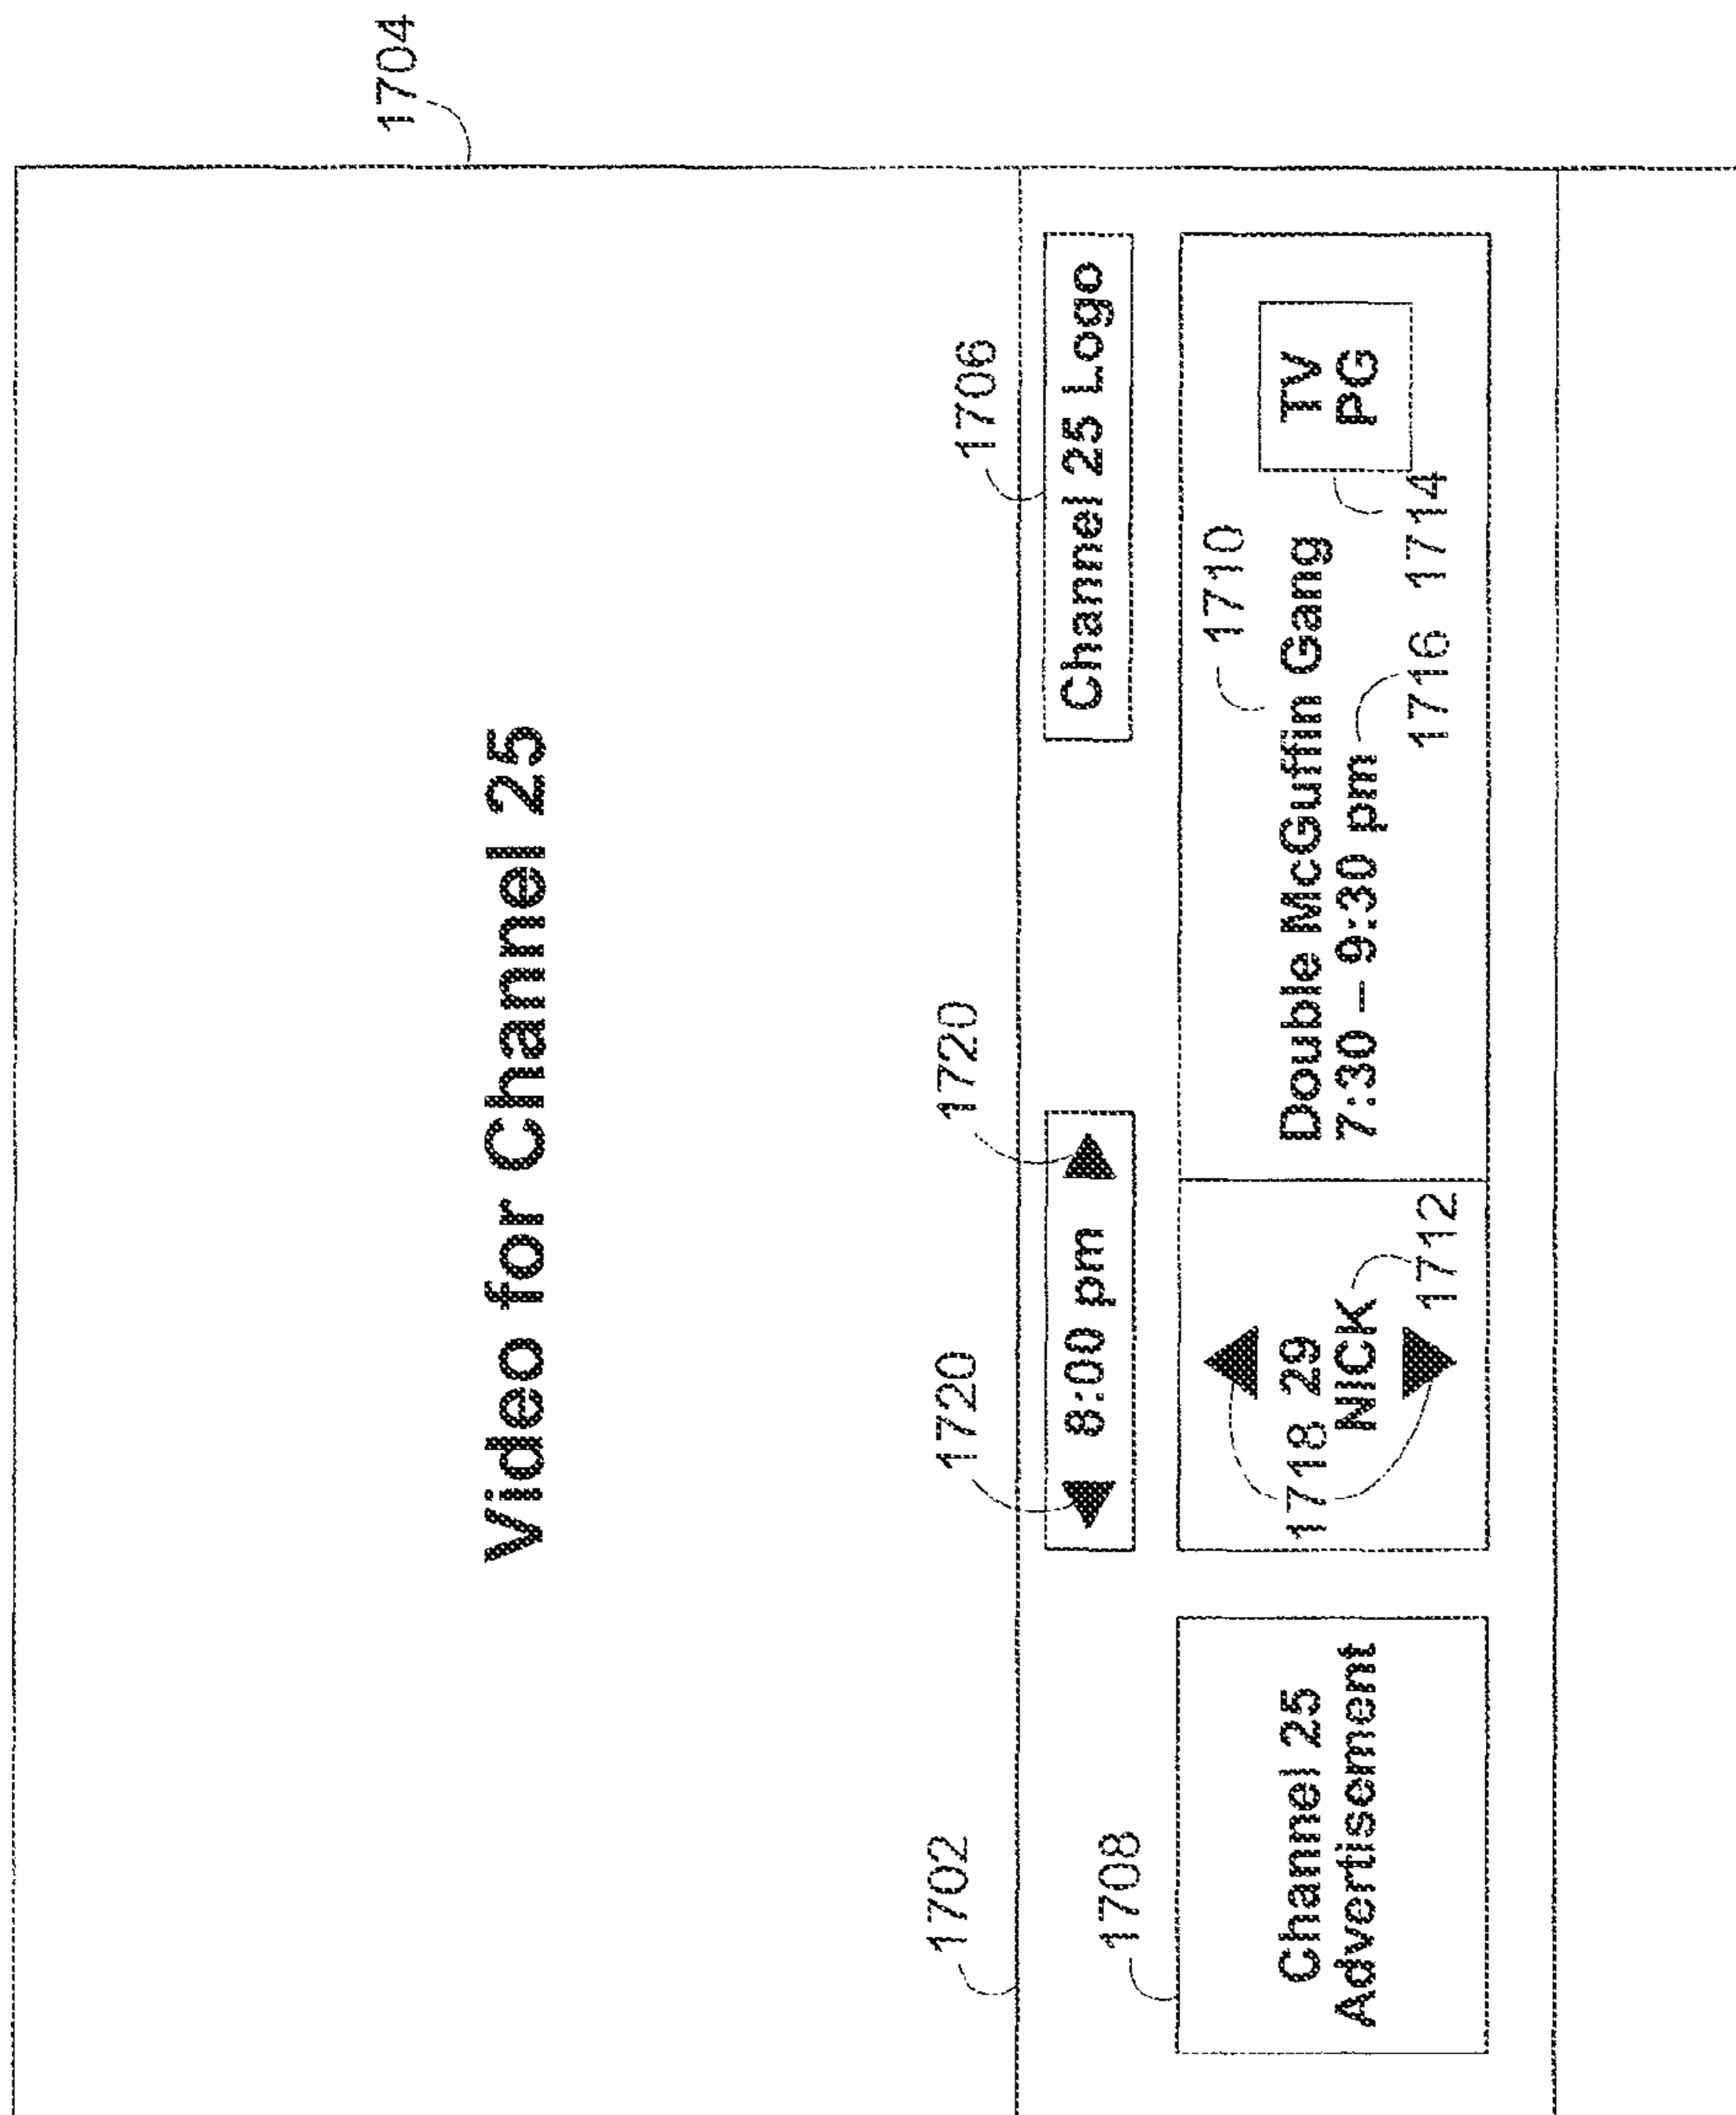 1704
Video for Channel 25
1702
1720
1720
1706
8:00 pm
Channel 25 Logo
1708
Channel 25
Advertisement
1718
29
NICK
1712
1710
Double McGuffin Gang
7:30 – 9:30 pm
1716
1714
TV
PG